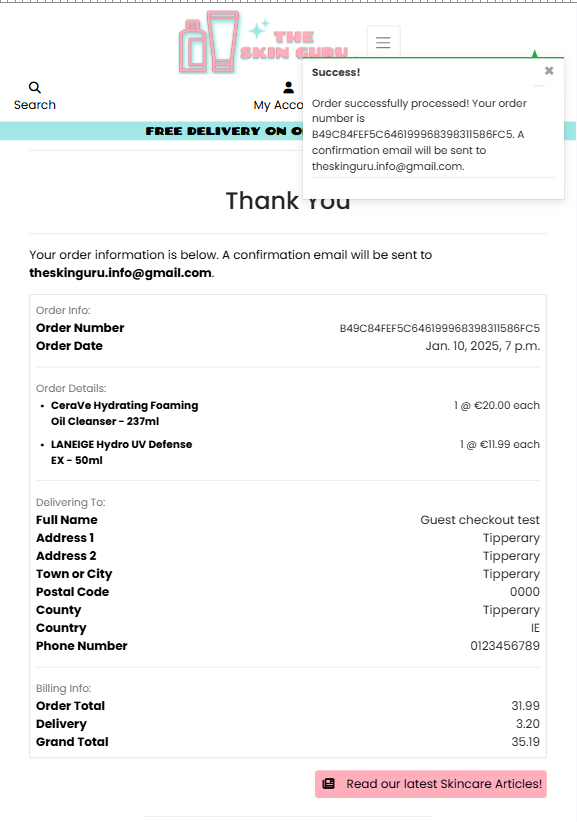 THE
SKIN GURU
Success!
Order successfully processed! Your order
number is
B49C84FEF5C646199968398311586FC5. A
confirmation email will be sent to
theskinguru.info@gmail.com.
Search
My Acco
FREE DELIVERY ON O
Thank You
Your order information is below. A confirmation email will be sent to
theskinguru.info@gmail.com.
Order Info:
Order Number B49C84FEF5C646199968398311586FC5
Order Date Jan. 10, 2025, 7 p.m.
Order Details:
• CeraVe Hydrating Foaming 1 @ €20.00 each
Oil Cleanser - 237ml
• LANEIGE Hydro UV Defense 1 @ €11.99 each
EX - 50ml
Delivering To:
Full Name Guest checkout test
Address 1 Tipperary
Address 2 Tipperary
Town or City Tipperary
Postal Code 0000
County Tipperary
Country IE
Phone Number 0123456789
Billing Info:
Order Total 31.99
Delivery 3.20
Grand Total 35.19
Read our latest Skincare Articles!